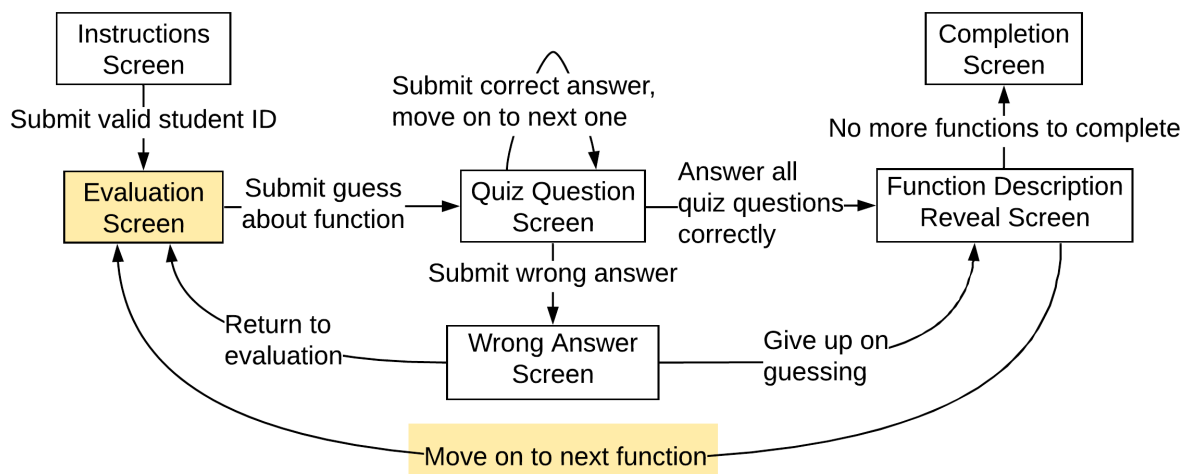 Instructions
Screen
Completion
Screen
Submit correct answer,
move on to next one
Submit valid student ID
No more functions to complete
Evaluation
Screen
Submit guess
about function
Quiz Question
Screen
Answer all
quiz questions
correctly
Function Description
Reveal Screen
Submit wrong answer
Return to
evaluation
Wrong Answer
Screen
Give up on
guessing
Move on to next function